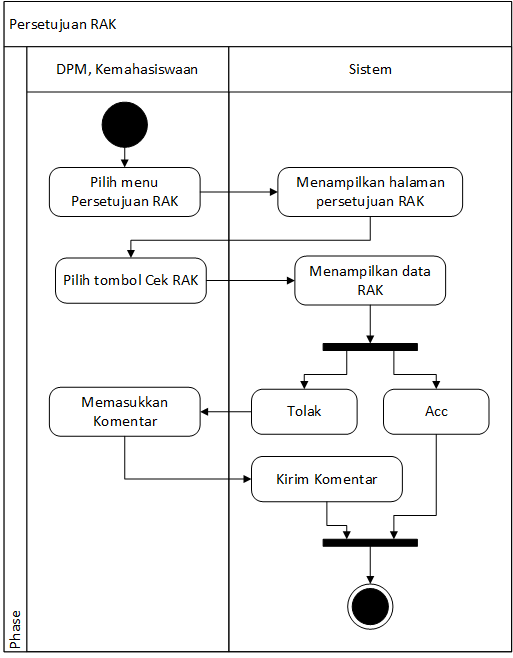 Persetujuan RAK
DPM, Kemahasiswaan
Sistem
Pilih menu
Persetujuan RAK
Menampilkan halaman
persetujuan RAK
Pilih tombol Cek RAK
Menampilkan data
RAK
Memasukkan
Komentar
Tolak
Acc
Kirim Komentar
Phase